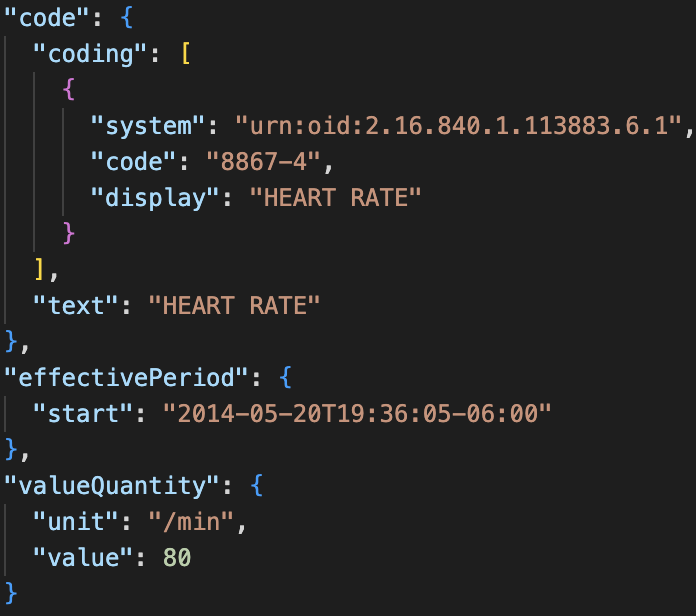 "code": {
  "coding": [
    {
      "system": "urn:oid:2.16.840.1.113883.6.1",
      "code": "8867-4",
      "display": "HEART RATE"
    }
  ],
  "text": "HEART RATE"
},
"effectivePeriod": {
  "start": "2014-05-20T19:36:05-06:00"
},
"valueQuantity": {
  "unit": "/min",
  "value": 80
}